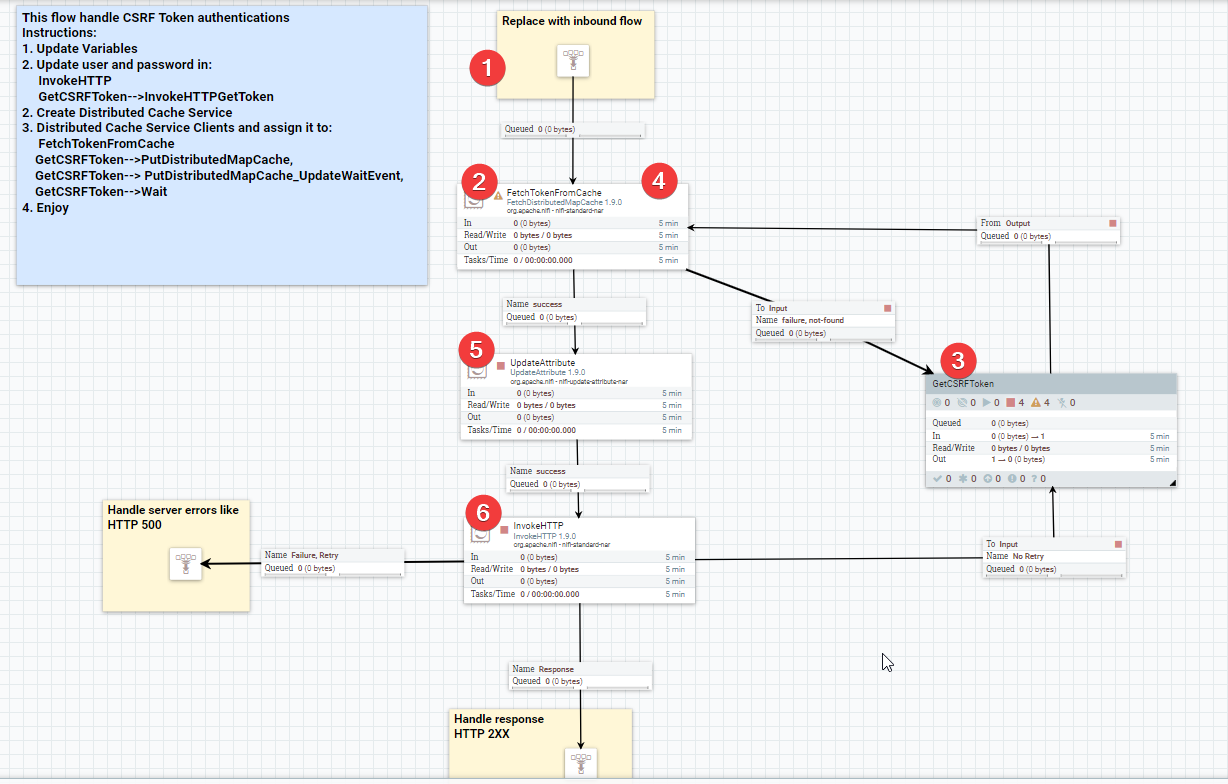 This flow handle CSRF Token authentications
Instructions:
1. Update Variables
2. Update user and password in:
InvokeHTTP
GetCSRFToken-->InvokeHTTPGetToken
2. Create Distributed Cache Service
3. Distributed Cache Service Clients and assign it to:
FetchTokenFromCache
GetCSRFToken-->PutDistributedMapCache,
GetCSRFToken--> PutDistributedMapCache_UpdateWaitEvent,
GetCSRFToken-->Wait
4. Enjoy
Replace with inbound flow
1
Queued 0 (0 bytes)
2
4
FetchTokenFromCache
FetchDistributedMapCache 1.9.0
org.apache.nifi - nifi-standard-nar
In 0 (0 bytes) 5 min
Read/Write 0 bytes / 0 bytes 5 min
Out 0 (0 bytes) 5 min
Tasks/Time 0 / 00:00:00.000 5 min
From Output
Queued 0 (0 bytes)
Name success
Queued 0 (0 bytes)
To Input
Name failure, not-found
Queued 0 (0 bytes)
5
UpdateAttribute
UpdateAttribute 1.9.0
org.apache.nifi - nifi-update-attribute-nar
In 0 (0 bytes) 5 min
Read/Write 0 bytes / 0 bytes 5 min
Out 0 (0 bytes) 5 min
Tasks/Time 0 / 00:00:00.000 5 min
3
GetCSRFToken
0 0 0 4 4 0
Queued 0 (0 bytes)
In 0 (0 bytes) → 1 5 min
Read/Write 0 bytes / 0 bytes 5 min
Out 1 → 0 (0 bytes) 5 min
0 0 0 0 ? 0
Name success
Queued 0 (0 bytes)
6
InvokeHTTP
InvokeHTTP 1.9.0
org.apache.nifi - nifi-standard-nar
In 0 (0 bytes) 5 min
Read/Write 0 bytes / 0 bytes 5 min
Out 0 (0 bytes) 5 min
Tasks/Time 0 / 00:00:00.000 5 min
Handle server errors like
HTTP 500
Name Failure, Retry
Queued 0 (0 bytes)
To Input
Name No Retry
Queued 0 (0 bytes)
Name Response
Queued 0 (0 bytes)
Handle response
HTTP 2XX